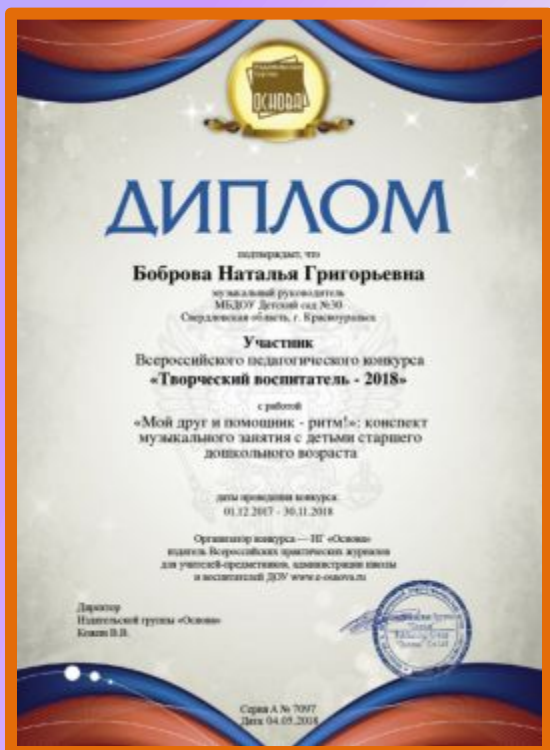 ОСНОВА
ДИПЛОМ
подтверждает, что
Боброва Наталья Григорьевна
музыкальный руководитель
МБДОУ Детский сад №30
Свердловская область, г. Красноуральск
Участник
Всероссийского педагогического конкурса
«Творческий воспитатель - 2018»
с работой
«Мой друг и помощник - ритм!»: конспект
музыкального занятия с детьми старшего
дошкольного возраста
даты проведения конкурса:
01.12.2017 - 30.11.2018
Организатор конкурса — ИГ «Основа»
издатель Всероссийских практических журналов
для учителей-предметников, администрации школы
и воспитателей ДОУ www.e-osnova.ru
Директор
Издательской группы «Основа»
В.В.
Серия А № 7097
Дата: 04.05.2018